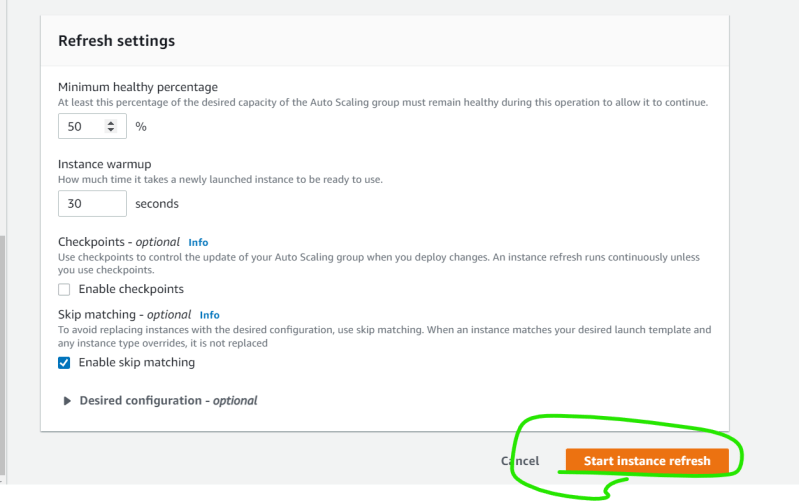 Refresh settings
Minimum healthy percentage
At least this percentage of the desired capacity of the Auto Scaling group must remain healthy during this operation to allow it to continue.
50 %
Instance warmup
How much time it takes a newly launched instance to be ready to use.
30 seconds
Checkpoints - optional Info
Use checkpoints to control the update of your Auto Scaling group when you deploy changes. An instance refresh runs continuously unless
you use checkpoints.
Enable checkpoints
Skip matching - optional Info
To avoid replacing instances with the desired configuration, use skip matching. When an instance matches your desired launch template and
any instance type overrides, it is not replaced
Enable skip matching
Desired configuration - optional
Cancel Start instance refresh